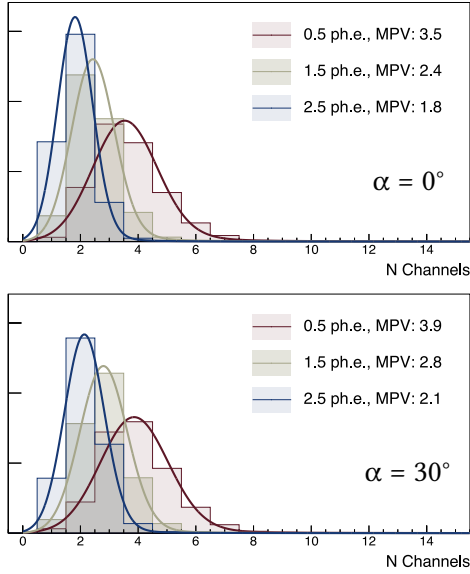 0.5 ph.e., MPV: 3.5
1.5 ph.e., MPV: 2.4
2.5 ph.e., MPV: 1.8
α = 0°
0 2 4 6 8 10 12 14
N Channels
0.5 ph.e., MPV: 3.9
1.5 ph.e., MPV: 2.8
2.5 ph.e., MPV: 2.1
α = 30°
0 2 4 6 8 10 12 14
N Channels